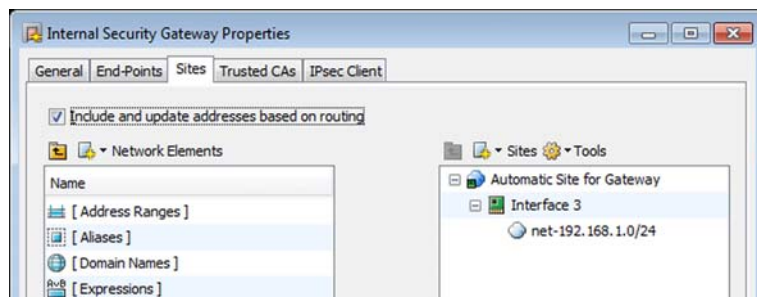 Internal Security Gateway Properties
General End-Points Sites Trusted CAs IPsec Client
Include and update addresses based on routing
Network Elements
Sites Tools
Name
[ Address Ranges ]
[ Aliases ]
[ Domain Names ]
[ Expressions ]
Automatic Site for Gateway
Interface 3
net-192.168.1.0/24